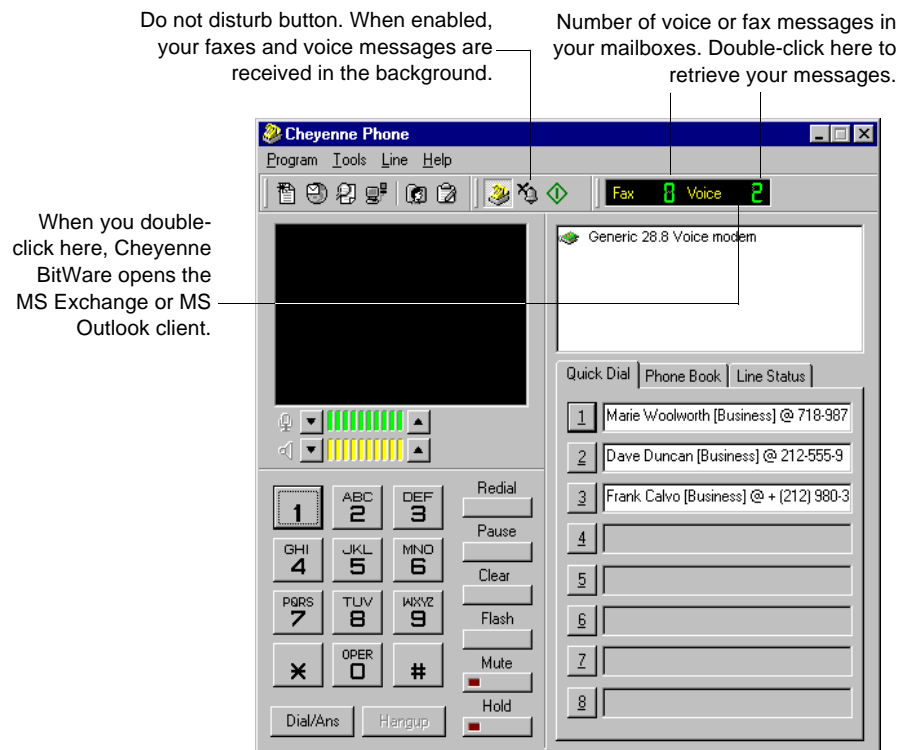 Do not disturb button. When enabled,
your faxes and voice messages are
received in the background.
Number of voice or fax messages in
your mailboxes. Double-click here to
retrieve your messages.
When you double-
click here, Cheyenne
BitWare opens the
MS Exchange or MS
Outlook client.
Cheyenne Phone
Program Tools Line Help
Fax 8 Voice 2
Generic 28.8 Voice modem
Quick Dial Phone Book Line Status
1 Marie Woolworth [Business] @ 718-987
2 Dave Duncan [Business] @ 212-555-9
3 Frank Calvo [Business] @ + (212) 980-3
4
5
6
7
8
1
ABC 2
DEF 3
GHI 4
JKL 5
MNO 6
PQRS 7
TUV 8
WXYZ 9
*
OPER 0
#
Redial
Pause
Clear
Flash
Mute
Hold
Dial/Ans Hangup